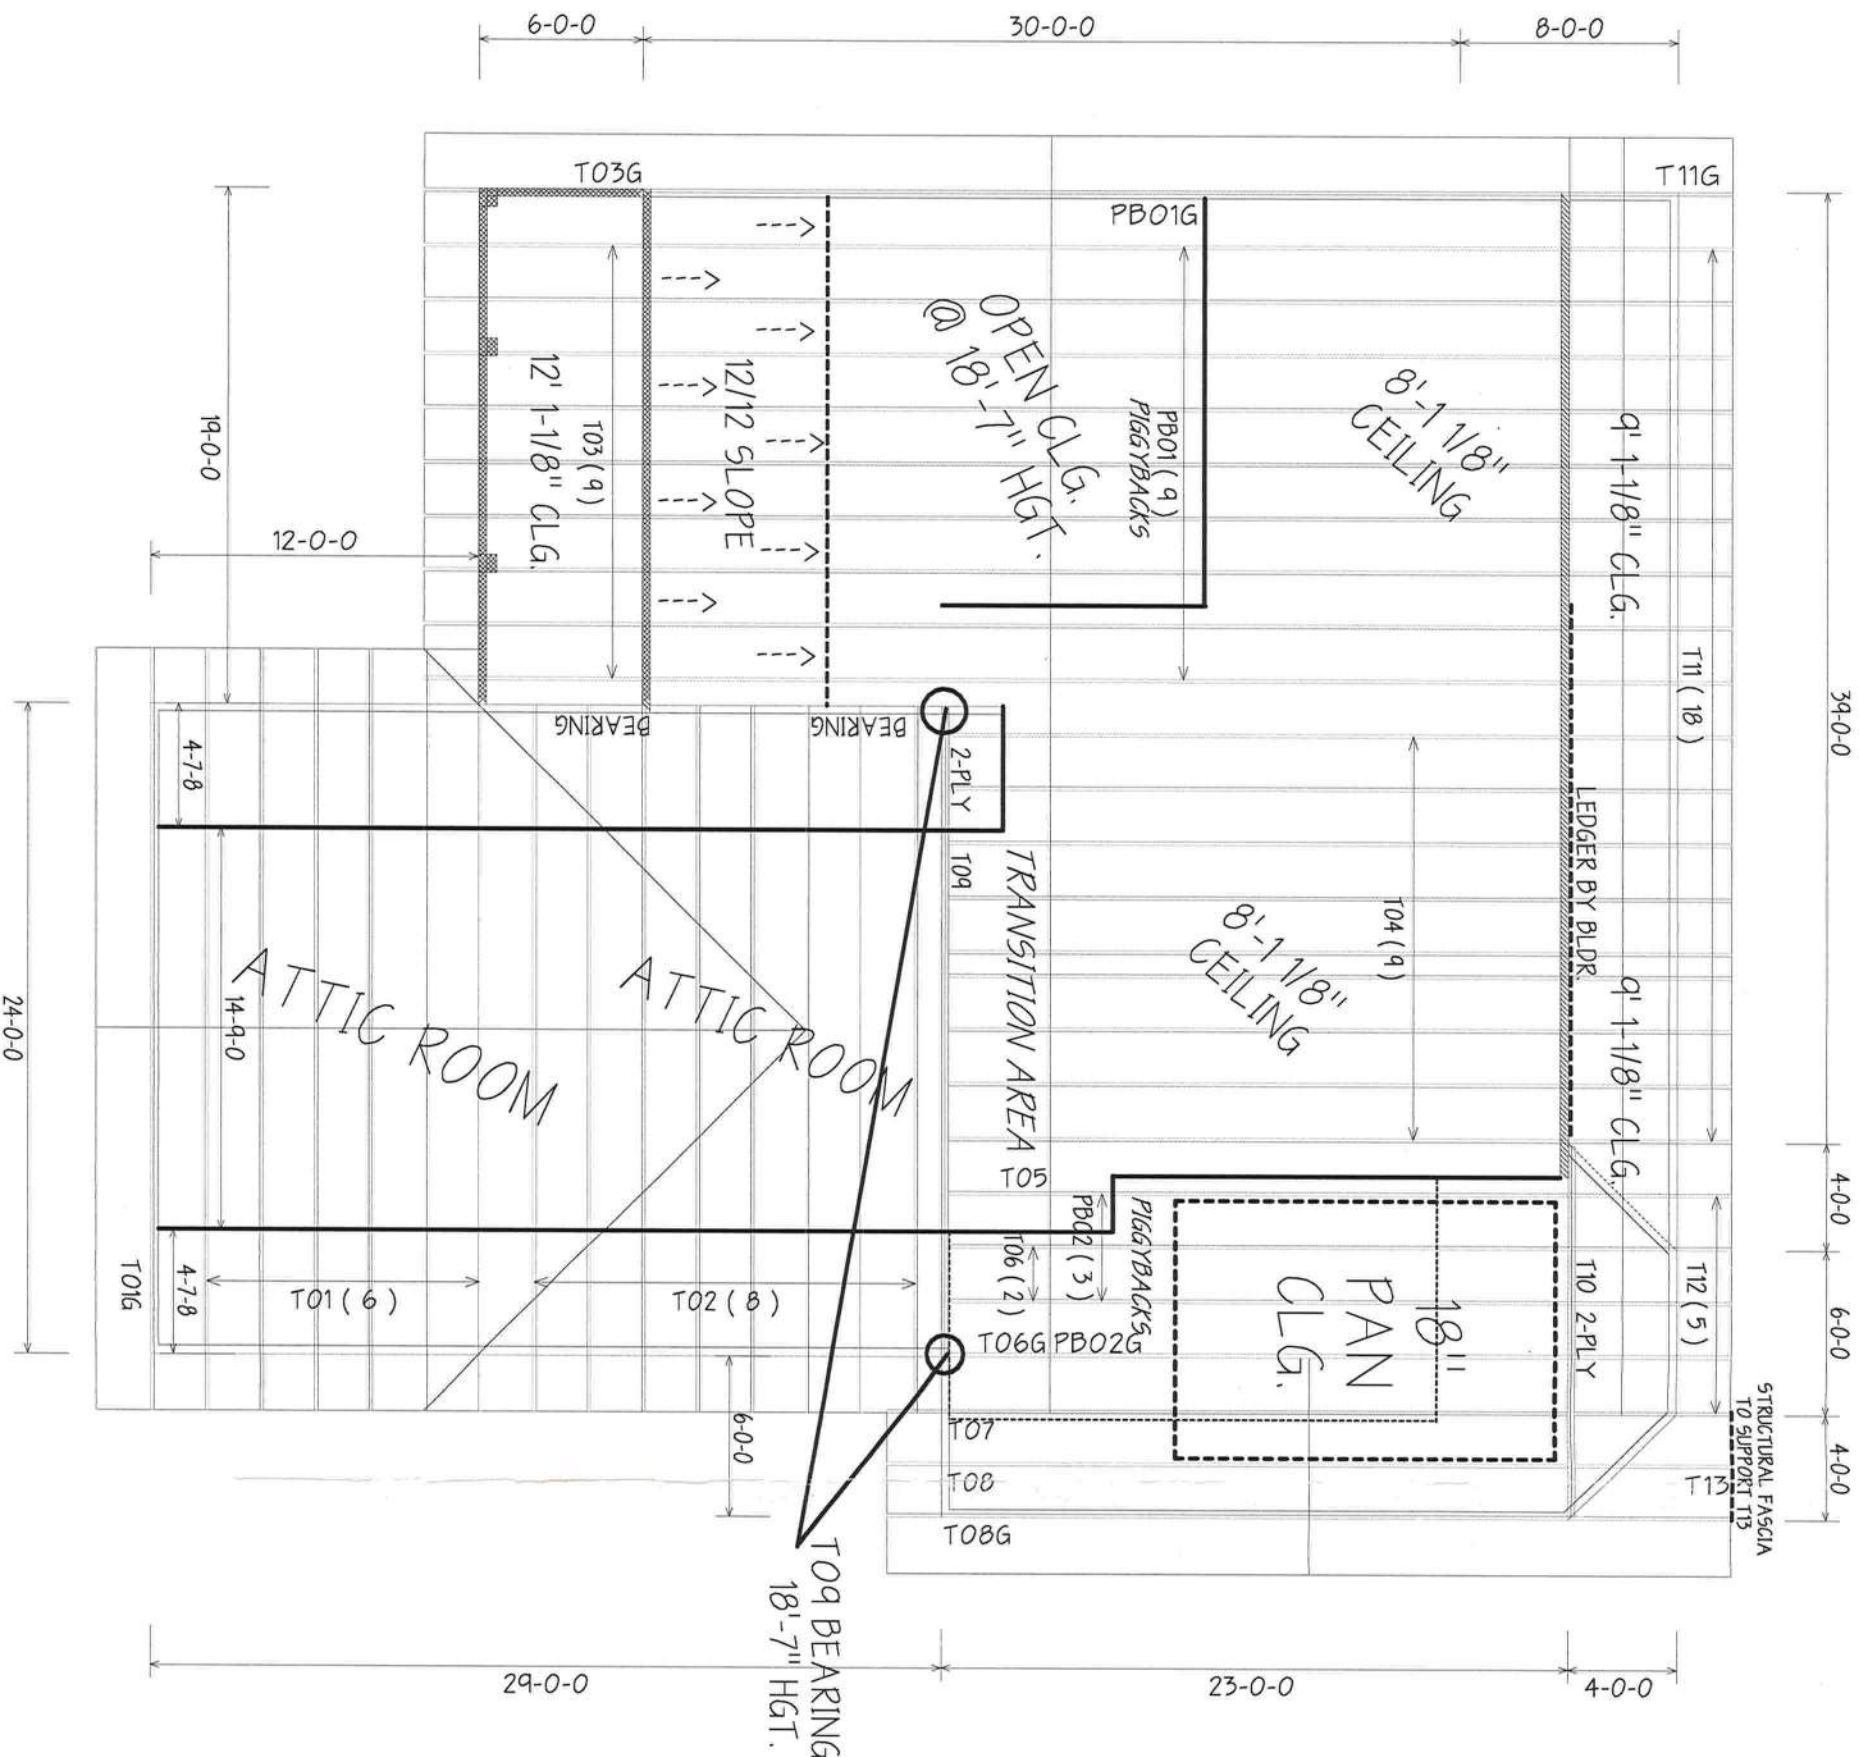 6-0-0
30-0-0
8-0-0
T03G
T11G
PB01G
OPEN CLG.
@ 18'-7" HGT.
8'-1 1/8"
CEILING
9' 1-1/8" CLG.
12/12 SLOPE
12' 1-1/8" CLG.
T03 ( 9 )
PB01 ( 9 )
PIGGYBACKS
19-0-0
12-0-0
T11 ( 18 )
39-0-0
BEARING
BEARING
2-PLY
4-7-8
LEDGER BY BLDR.
T09
TRANSITION AREA
T04 ( 9 )
8'-1 1/8"
CEILING
9' 1-1/8" CLG.
ATTIC ROOM
ATTIC ROOM
14-9-0
24-0-0
T05
4-0-0
PB02 ( 3 )
PIGGYBACKS
T06 ( 2 )
T01G
4-7-8
T01 ( 6 )
T02 ( 8 )
T06G PB02G
18"
PAN
CLG.
T10 2-PLY
T12 ( 5 )
6-0-0
6-0-0
T07
T08
T08G
T13
STRUCTURAL FASCIA
TO SUPPORT T13
4-0-0
T09 BEARING
18'-7" HGT.
29-0-0
23-0-0
4-0-0